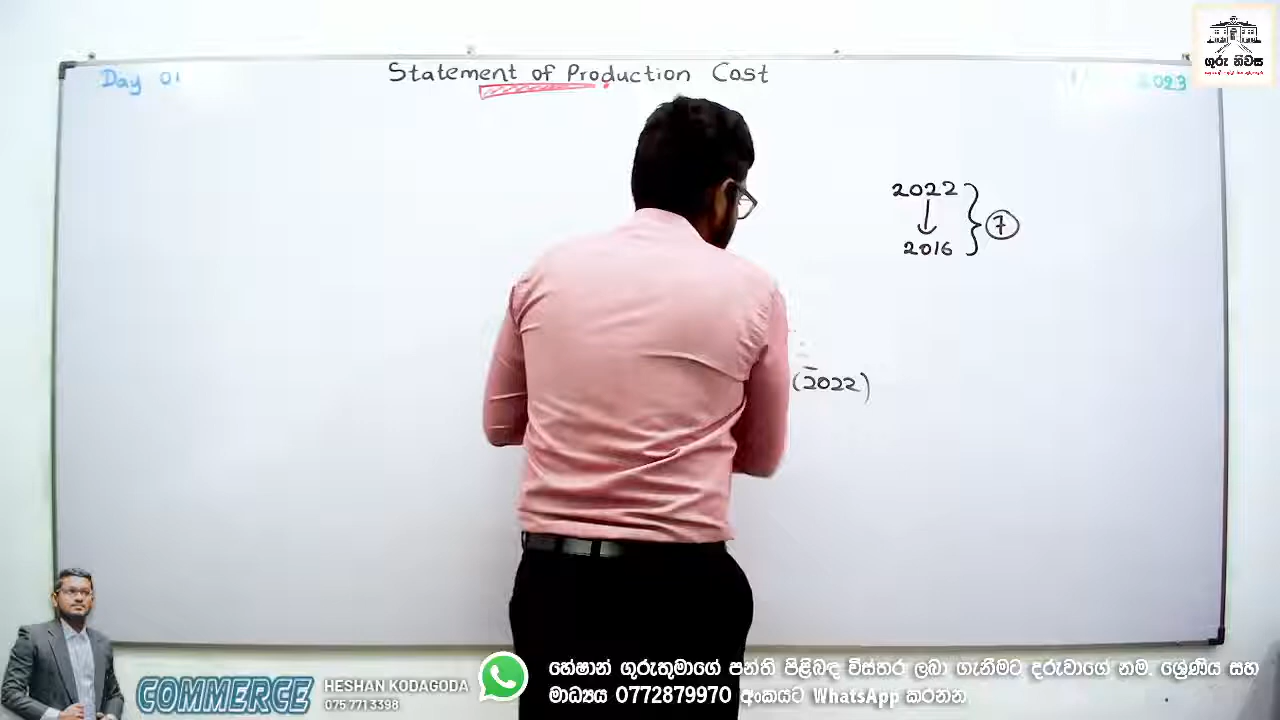 Day 01
Statement of Production Cost
2023
ගුරු නිවස
2022
2016
7
(2022)
COMMERCE
HESHAN KODAGODA
075 771 3398
හේෂාන් ගුරුතුමාගේ පන්ති පිළිබඳ විස්තර ලබා ගැනීමට දරුවාගේ නම, ශ්‍රේණිය සහ
මාධ්‍යය 0772879970 අංකයට WhatsApp කරන්න